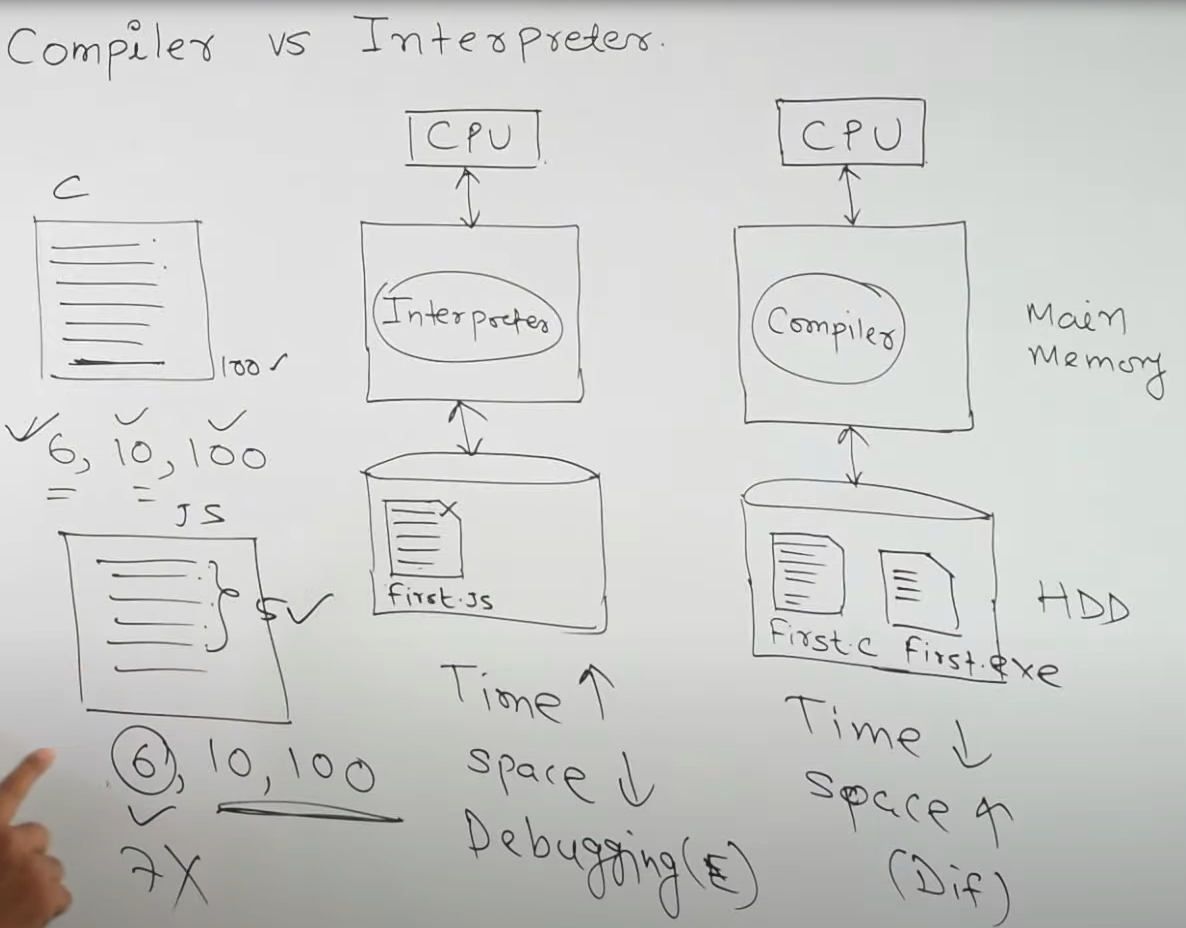 Compiler vs Interpreter.
C
100 ✓
6, 10, 100
JS
5 ✓
6, 10, 100
7X
CPU
Interpreter
first.js
Time ↑
space ↓
Debugging(E)
CPU
Compiler
Main
Memory
First.c
First.exe
HDD
Time ↓
Space ↑
(Dif)